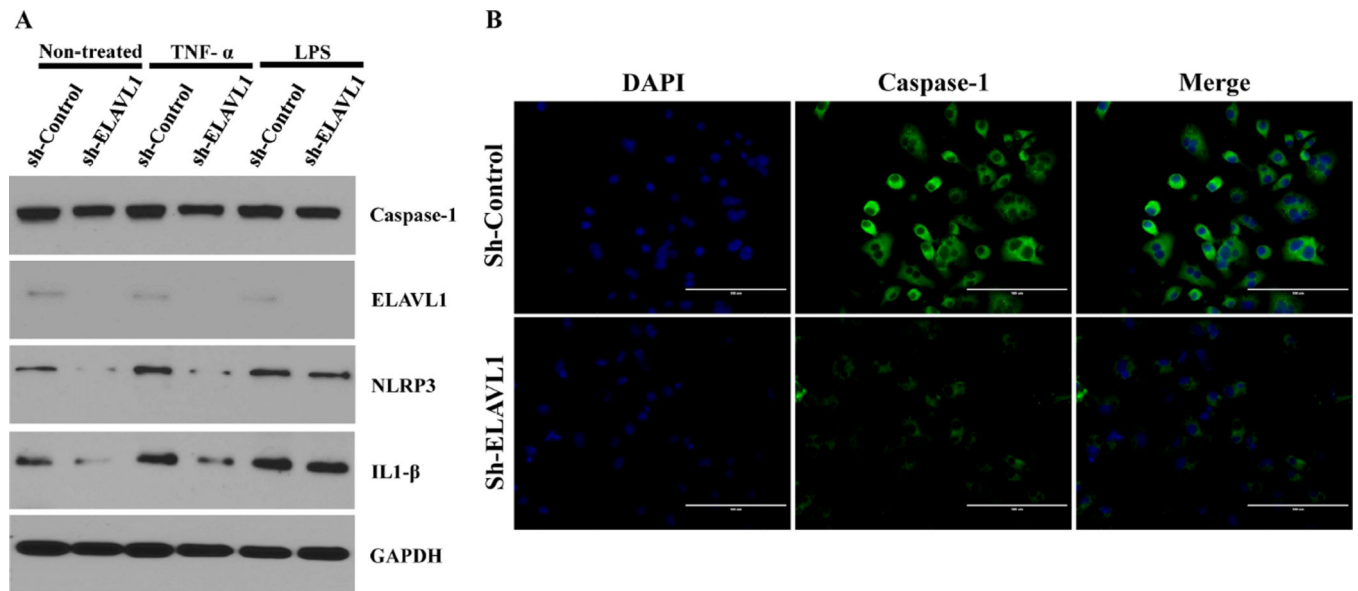 A
Non-treated TNF- α LPS
sh-Control sh-ELAVL1 sh-Control sh-ELAVL1 sh-Control sh-ELAVL1
Caspase-1
ELAVL1
NLRP3
IL1-β
GAPDH
B
DAPI Caspase-1 Merge
Sh-Control
Sh-ELAVL1